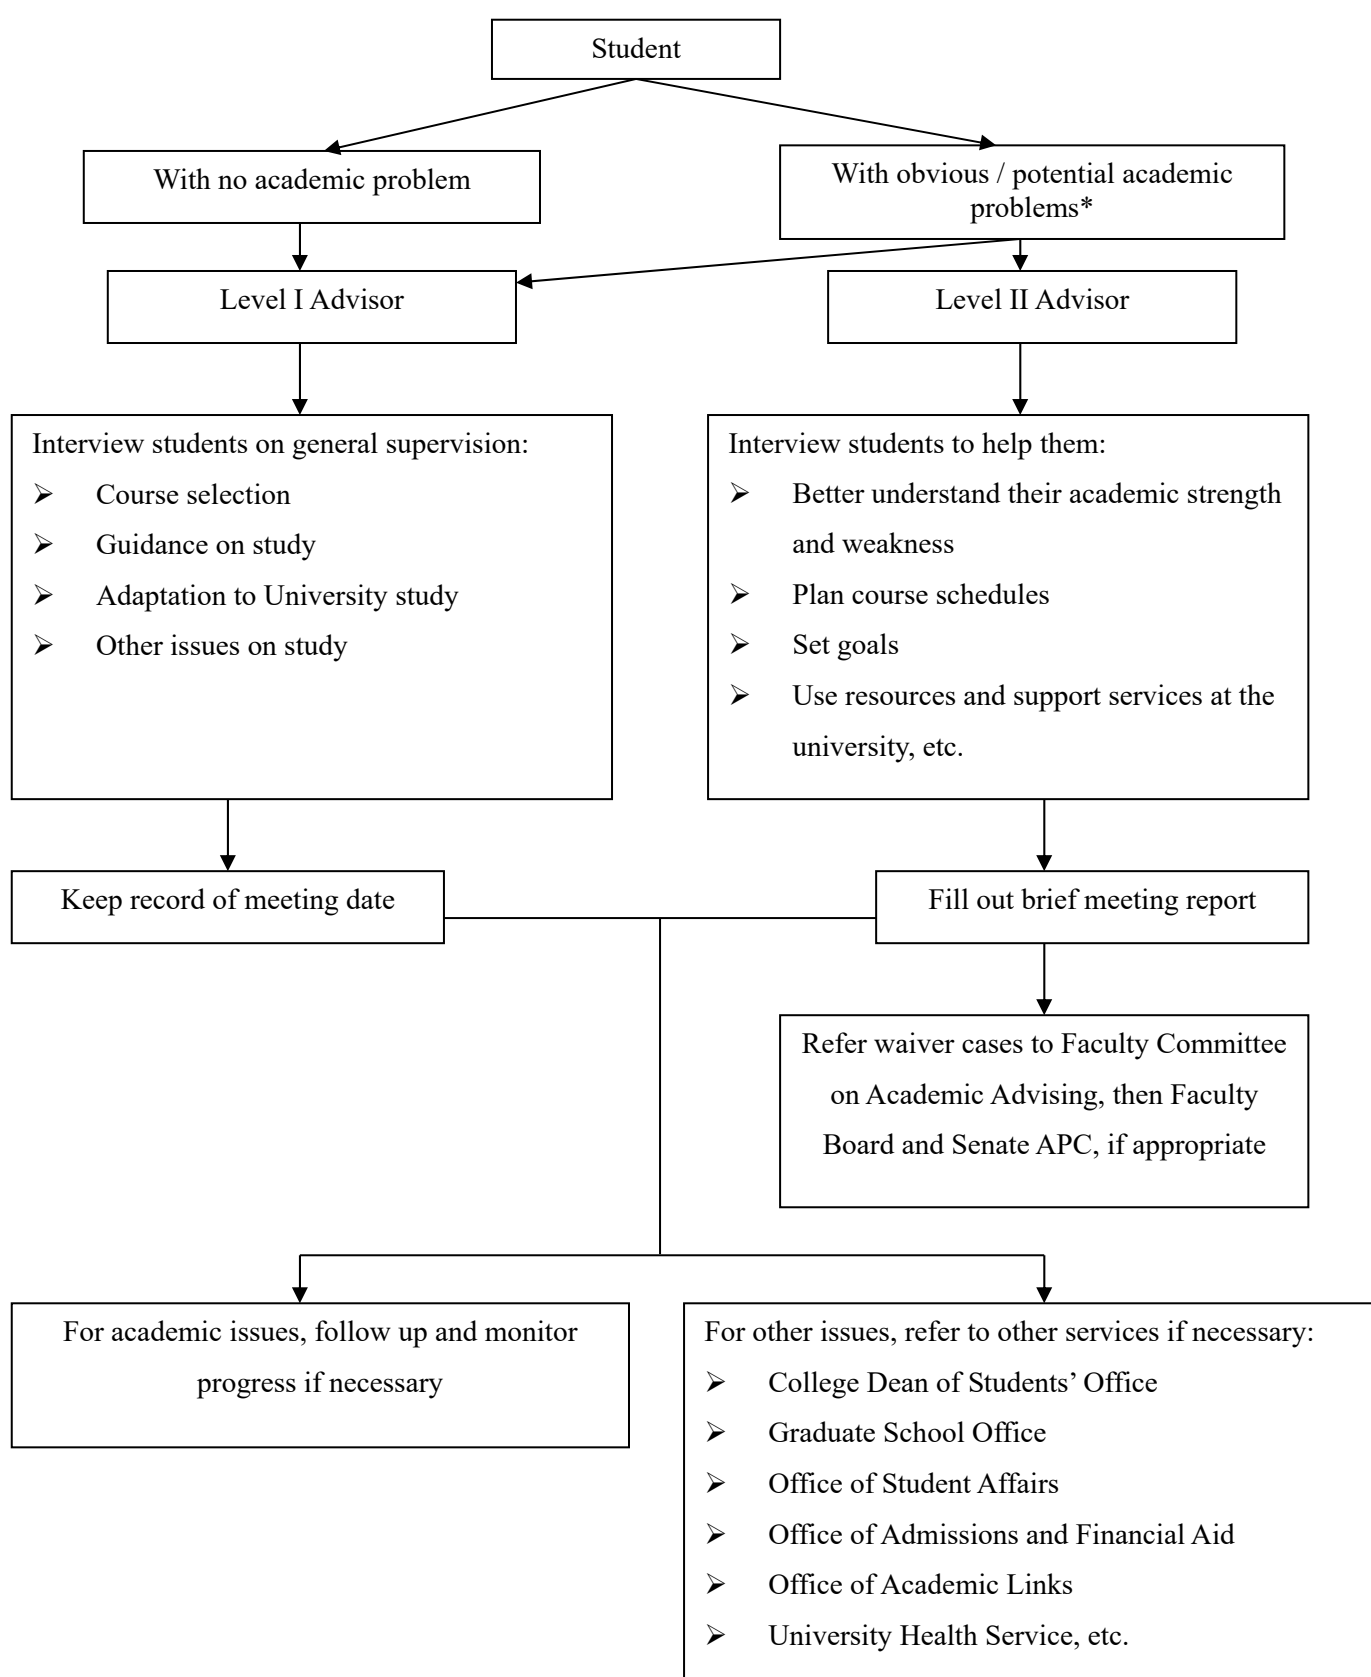 Student
With no academic problem
With obvious / potential academic
problems*
Level I Advisor
Level II Advisor
Interview students on general supervision:
➢ Course selection
➢ Guidance on study
➢ Adaptation to University study
➢ Other issues on study
Interview students to help them:
➢ Better understand their academic strength
and weakness
➢ Plan course schedules
➢ Set goals
➢ Use resources and support services at the
university, etc.
Keep record of meeting date
Fill out brief meeting report
Refer waiver cases to Faculty Committee
on Academic Advising, then Faculty
Board and Senate APC, if appropriate
For academic issues, follow up and monitor
progress if necessary
For other issues, refer to other services if necessary:
➢ College Dean of Students’ Office
➢ Graduate School Office
➢ Office of Student Affairs
➢ Office of Admissions and Financial Aid
➢ Office of Academic Links
➢ University Health Service, etc.